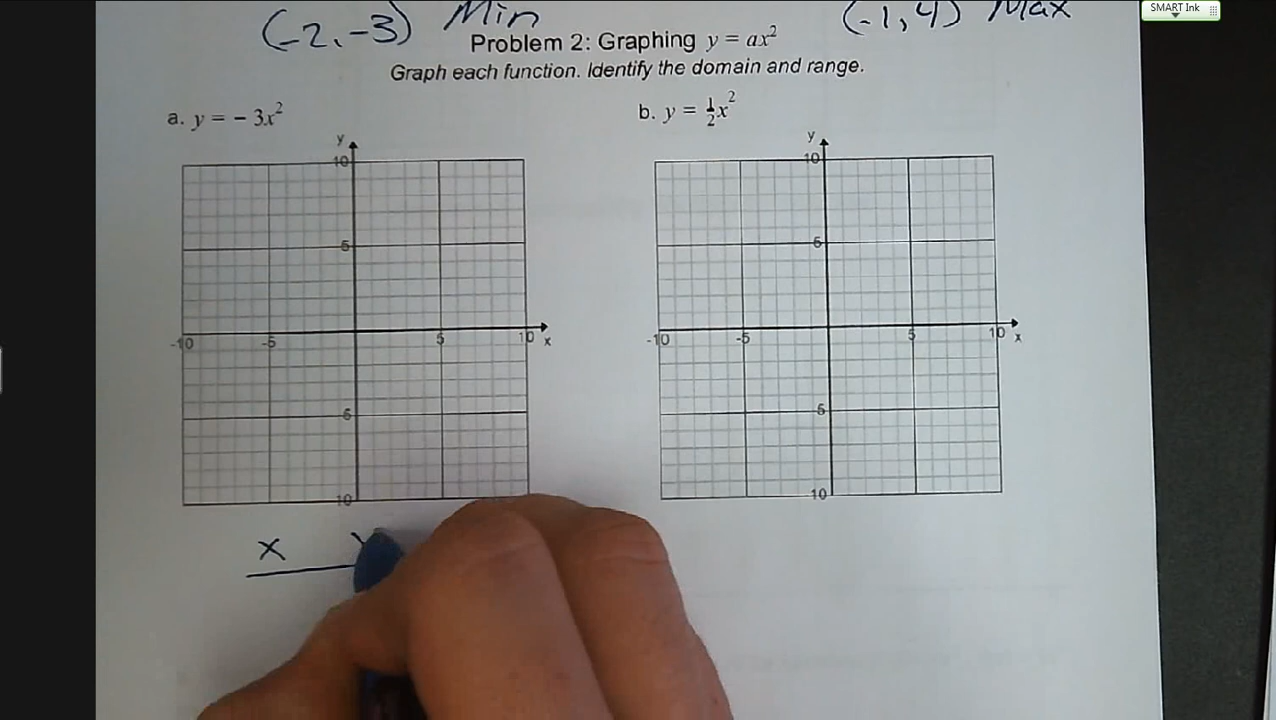 (-2,-3) Min (-1,4) Max
SMART Ink
Problem 2: Graphing y = ax²
Graph each function. Identify the domain and range.
a. y = - 3x² b. y = 1/2x²
y y
10 10
5 5
-10 -5 5 10 x -10 -5 5 10 x
-5 -5
10 10
x